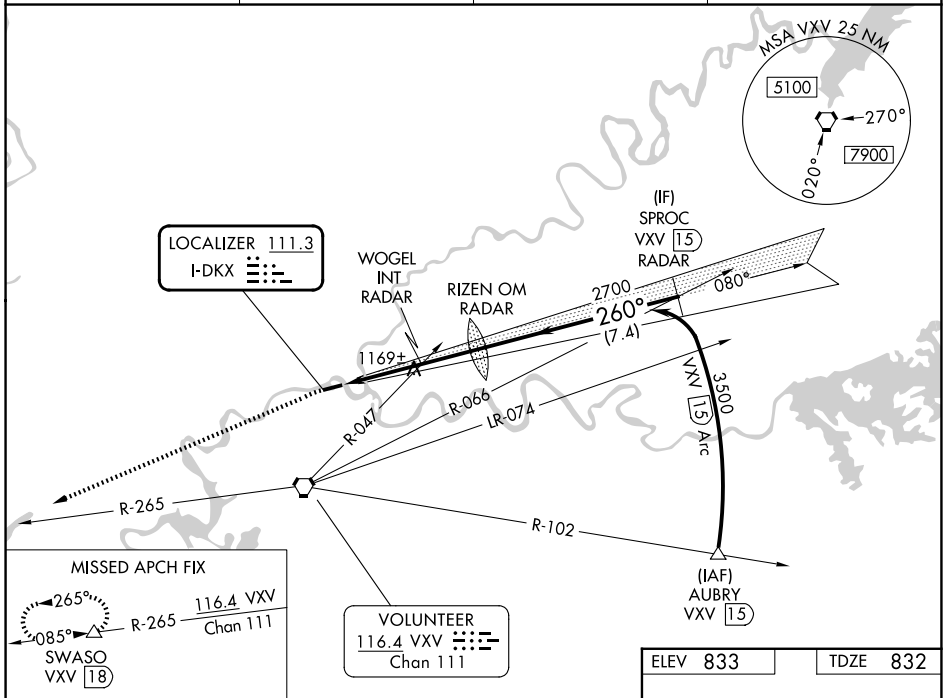 MSA VXV 25 NM
5100
270°
7900
020°
(IF)
SPROC
VXV 15
RADAR
LOCALIZER 111.3
I-DKX
WOGEL
INT
RADAR
RIZEN OM
RADAR
2700
080°
260°
(7.4)
1169±
3500
VXV 15 Arc
R-047
R-066
LR-074
R-265
R-102
(IAF)
AUBRY
VXV 15
MISSED APCH FIX
265°
085°
R-265
116.4 VXV
Chan 111
SWASO
VXV 18
VOLUNTEER
116.4 VXV
Chan 111
ELEV 833
TDZE 832